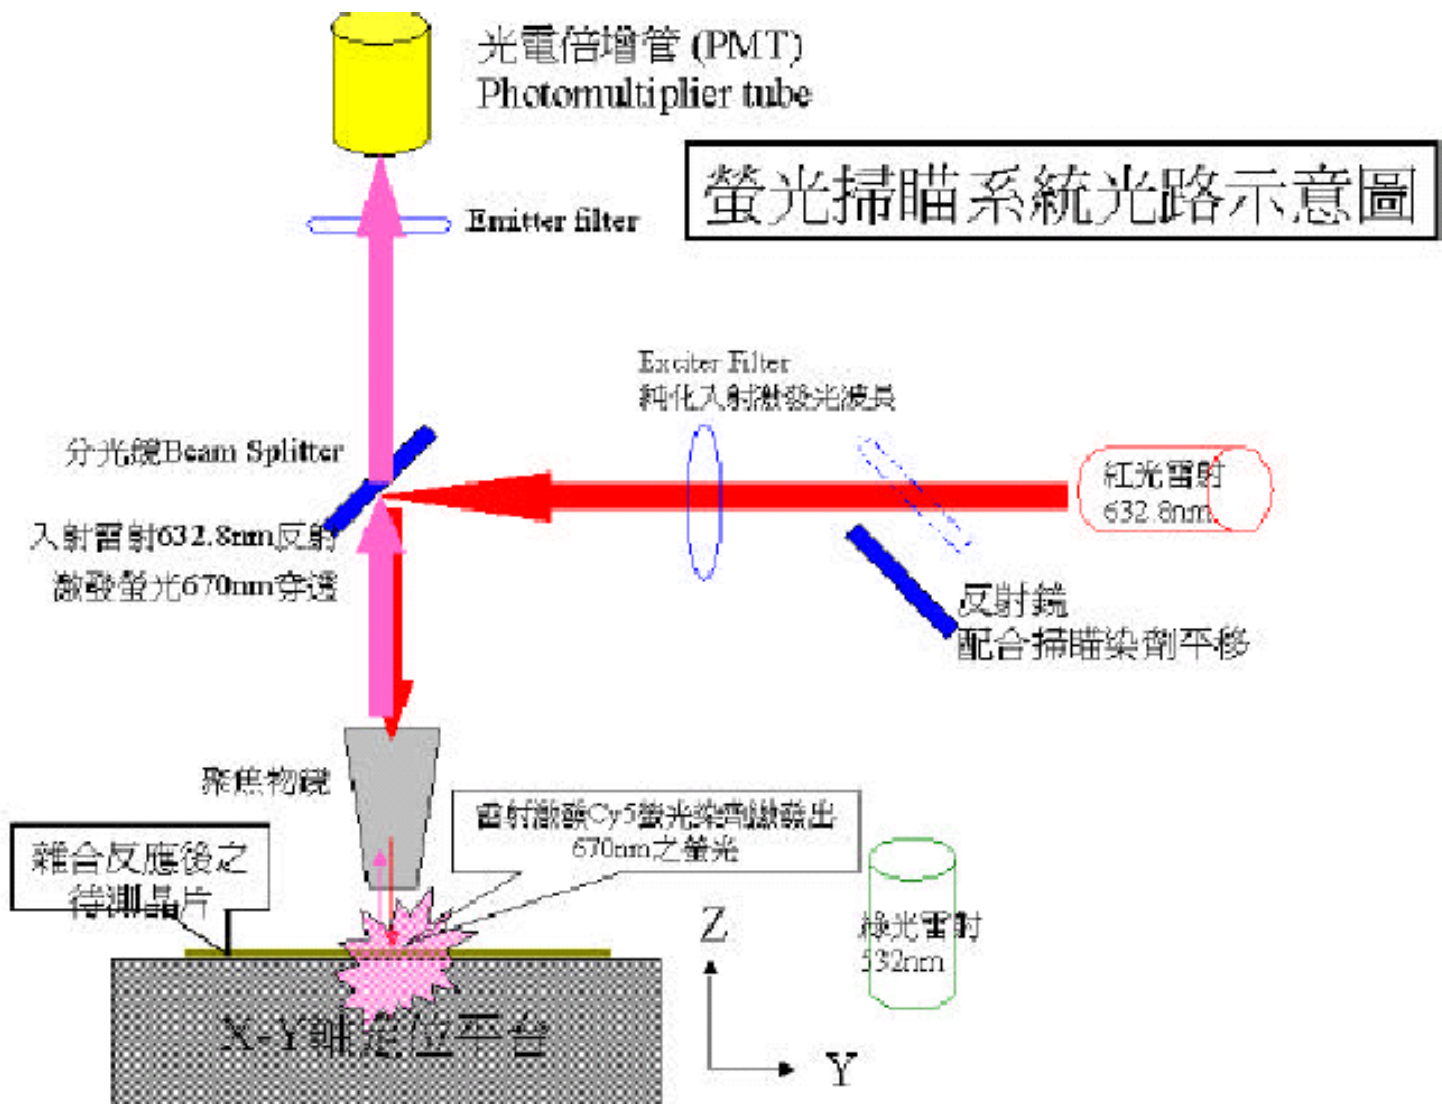 光電倍增管 (PMT)
Photomultiplier tube
螢光掃瞄系統光路示意圖
Emitter filter
Exciter Filter
純化入射激發光波長
分光鏡Beam Splitter
入射雷射632.8nm反射
激發螢光670nm穿透
紅光雷射
632.8nm
反射鏡
配合掃瞄染劑平移
聚焦物鏡
雷射激發Cy5螢光染劑激發出
670nm之螢光
雜合反應後之
待測晶片
綠光雷射
532nm
Z
Y
X-Y軸定位平台